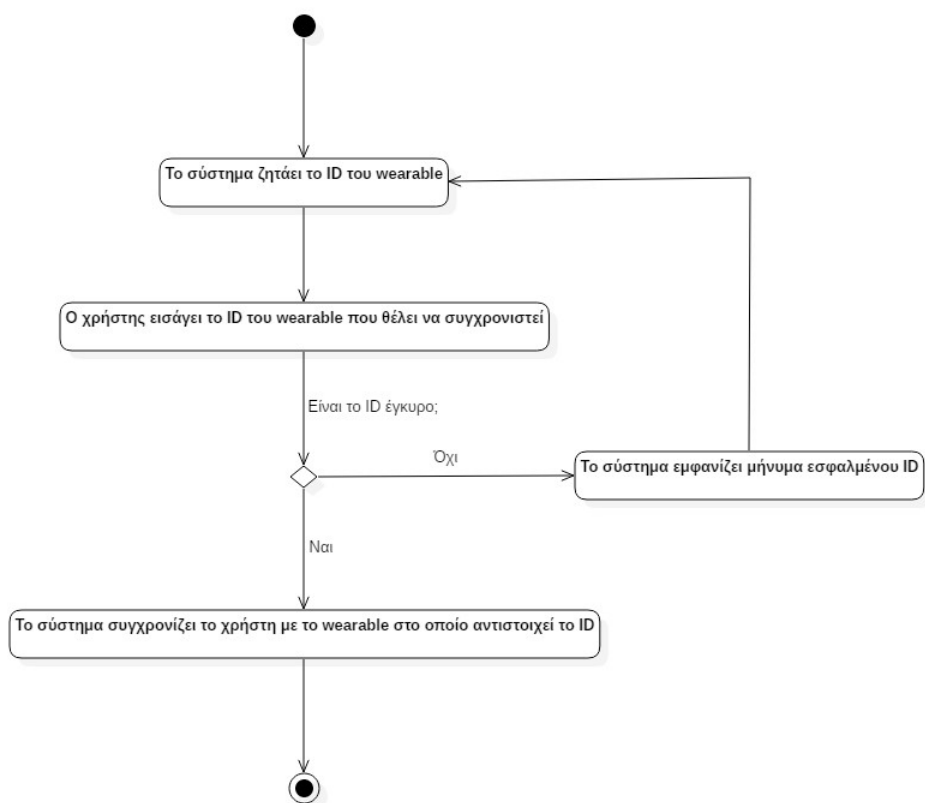 Το σύστημα ζητάει το ID του wearable
Ο χρήστης εισάγει το ID του wearable που θέλει να συγχρονιστεί
Είναι το ID έγκυρο;
Όχι
Το σύστημα εμφανίζει μήνυμα εσφαλμένου ID
Ναι
Το σύστημα συγχρονίζει το χρήστη με το wearable στο οποίο αντιστοιχεί το ID